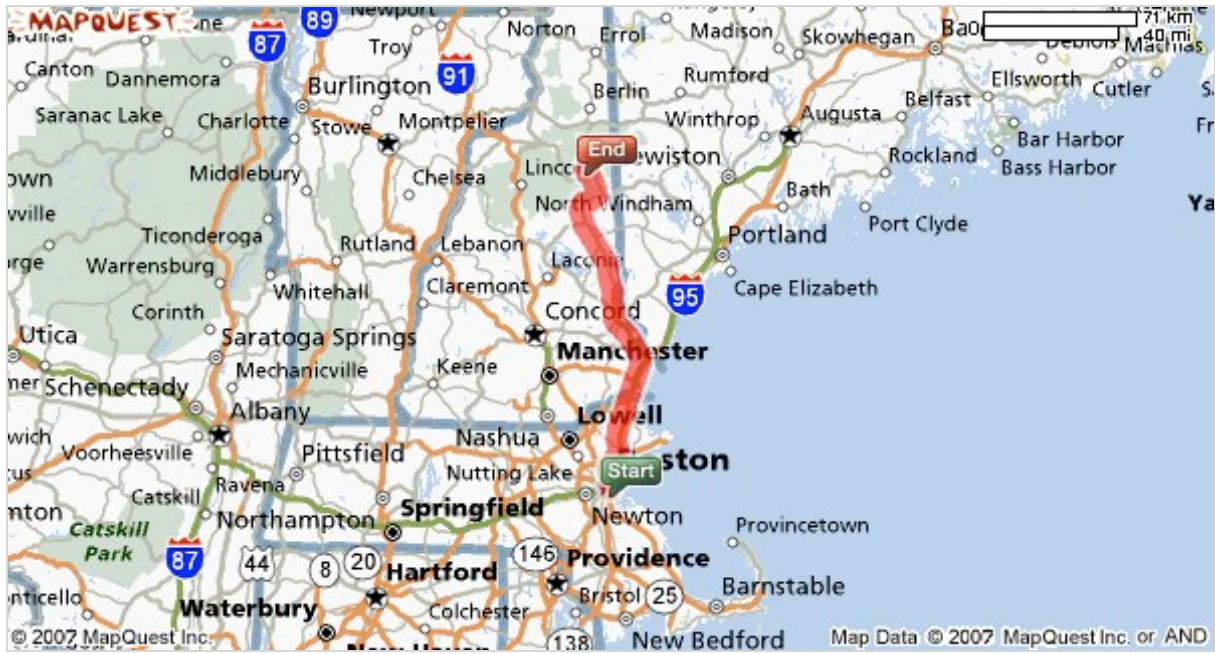 MAPQUEST
89
87
Newport
Norton
Errol
Madison
Skowhegan
71 km
40 mi
Machias
Canton
Troy
91
Rumford
Ellsworth
Cutler
Dannemora
Burlington
Berlin
Belfast
Saranac Lake
Charlotte
Stowe
Montpelier
Winthrop
Augusta
Bar Harbor
End
Bass Harbor
Middlebury
Chelsea
Rockland
Bath
North Windham
Port Clyde
Ticonderoga
Rutland
Lebanon
Portland
Warrensburg
Whitehall
Claremont
95
Cape Elizabeth
Corinth
Concord
Utica
Saratoga Springs
Manchester
Mechanicville
Keene
Schenectady
Albany
Lowell
Nashua
Voorheesville
Pittsfield
Nutting Lake
Start
Ravena
Catskill
Springfield
Newton
Northampton
Provincetown
Catskill
Park
87
44
8
20
146
Providence
Hartford
Barnstable
Waterbury
Colchester
Bristol
25
New Bedford
138
© 2007 MapQuest Inc.
Map Data © 2007 MapQuest Inc. or AND